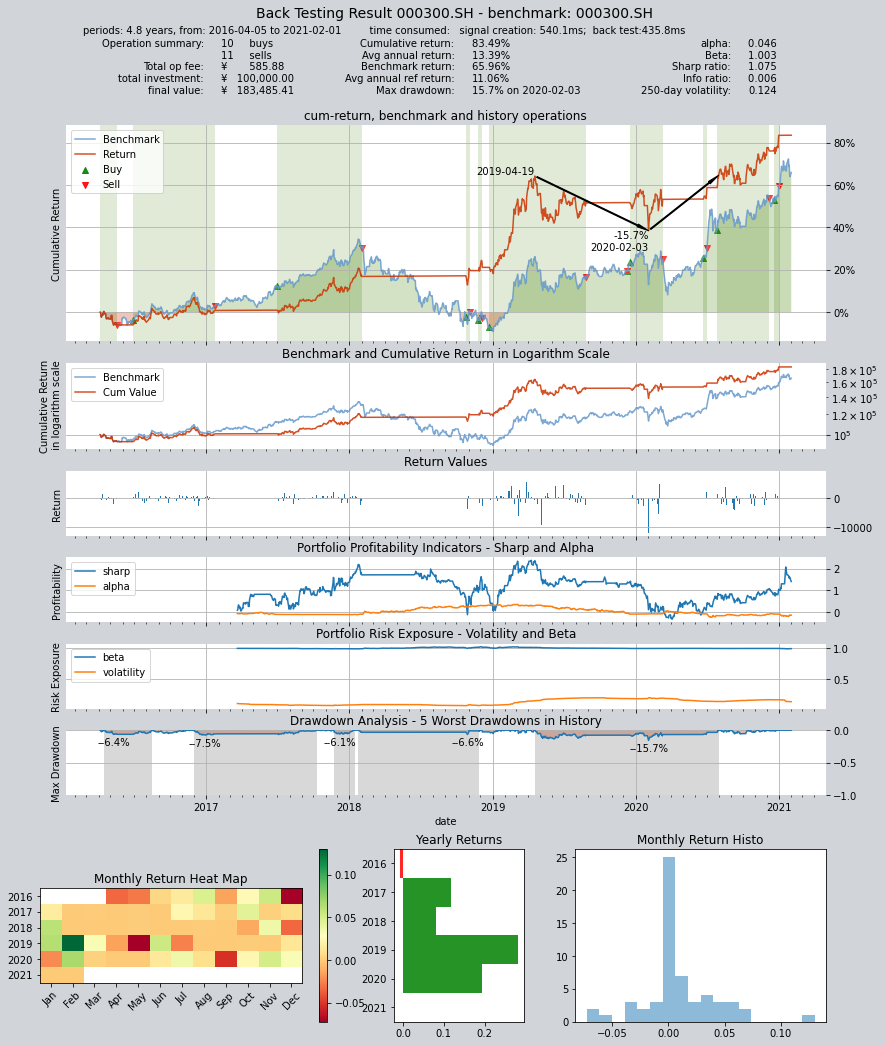 Back Testing Result 000300.SH - benchmark: 000300.SH
periods: 4.8 years, from: 2016-04-05 to 2021-02-01 time consumed: signal creation: 540.1ms; back test:435.8ms
Operation summary: 10 buys Cumulative return: 83.49% alpha: 0.046
11 sells Avg annual return: 13.39% Beta: 1.003
Total op fee: ¥ 585.88 Benchmark return: 65.96% Sharp ratio: 1.075
total investment: ¥ 100,000.00 Avg annual ref return: 11.06% Info ratio: 0.006
final value: ¥ 183,485.41 Max drawdown: 15.7% on 2020-02-03 250-day volatility: 0.124
cum-return, benchmark and history operations
Benchmark
Return
Buy
Sell
Cumulative Return
2019-04-19
-15.7%
2020-02-03
80%
60%
40%
20%
0%
Benchmark and Cumulative Return in Logarithm Scale
Benchmark
Cum Value
Cumulative Return
in logarithm scale
1.8 × 10⁵
1.6 × 10⁵
1.4 × 10⁵
1.2 × 10⁵
10⁵
Return Values
Return
0
−10000
Portfolio Profitability Indicators - Sharp and Alpha
sharp
alpha
Profitability
2
1
0
Portfolio Risk Exposure - Volatility and Beta
beta
volatility
Risk Exposure
1.0
0.5
Drawdown Analysis - 5 Worst Drawdowns in History
Max Drawdown
−6.4%
−7.5%
−6.1%
−6.6%
−15.7%
0.0
−0.5
−1.0
2017 2018 2019 2020 2021
date
Monthly Return Heat Map
2016
2017
2018
2019
2020
2021
Jan Feb Mar Apr May Jun Jul Aug Sep Oct Nov Dec
0.10
0.05
0.00
−0.05
Yearly Returns
2016
2017
2018
2019
2020
2021
0.0 0.1 0.2
Monthly Return Histo
25
20
15
10
5
0
−0.05 0.00 0.05 0.10